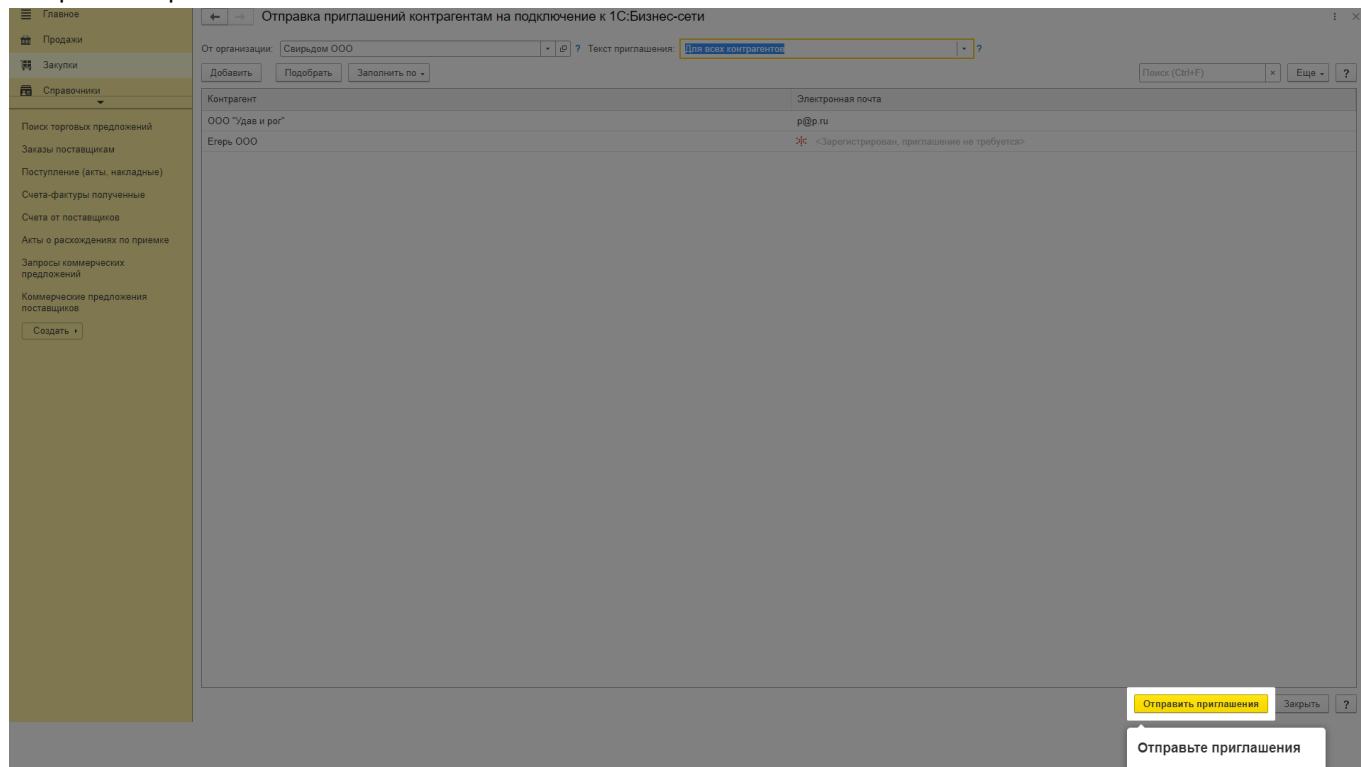 Главное
Продажи
Закупки
Справочники
Поиск торговых предложений
Заказы поставщикам
Поступление (акты, накладные)
Счета-фактуры полученные
Счета от поставщиков
Акты о расхождениях по приемке
Запросы коммерческих
предложений
Коммерческие предложения
поставщиков
Создать
Отправка приглашений контрагентам на подключение к 1С:Бизнес-сети
От организации: Свирьдом ООО ? Текст приглашения: Для всех контрагентов ?
Добавить Подобрать Заполнить по Поиск (Ctrl+F) × Еще ?
Контрагент Электронная почта
ООО "Удав и рог" p@p.ru
Егерь ООО <Зарегистрирован, приглашение не требуется>
Отправить приглашения Закрыть ?
Отправьте приглашения